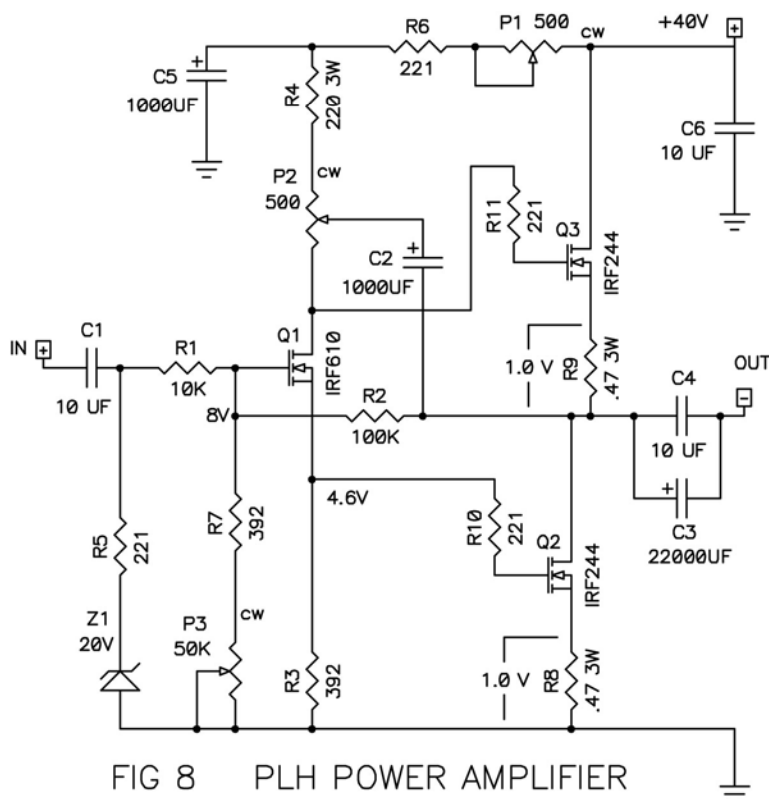 P1 500
R6
CW
+40V
+
+
C5
1000UF
221
R4
220 3W
C6
10 UF
P2
CW
500
R11
221
Q3
IRF244
+
C2
1000UF
C1
IN +
R1
Q1
IRF610
1.0 V
R9
.47 3W
C4
OUT
-
10 UF
10K
R2
8V
100K
10 UF
4.6V
+
C3
22000UF
R7
392
R10
221
Q2
IRF244
R5
221
Z1
20V
P3
CW
50K
R3
392
1.0 V
R8
.47 3W
FIG 8 PLH POWER AMPLIFIER